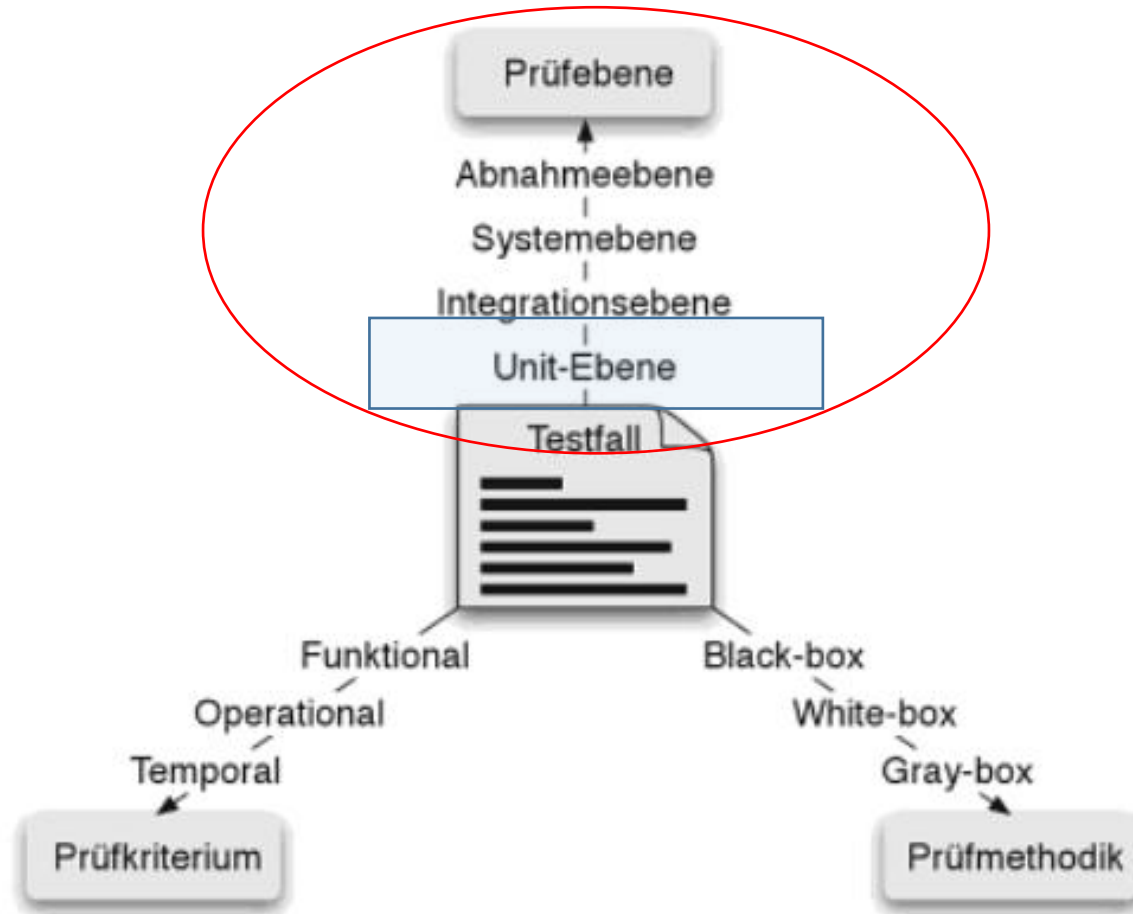 Prüfebene
Abnahmeebene
Systemebene
Integrationsebene
Unit-Ebene
Testfall
Funktional
Black-box
Operational
White-box
Temporal
Gray-box
Prüfkriterium
Prüfmethodik